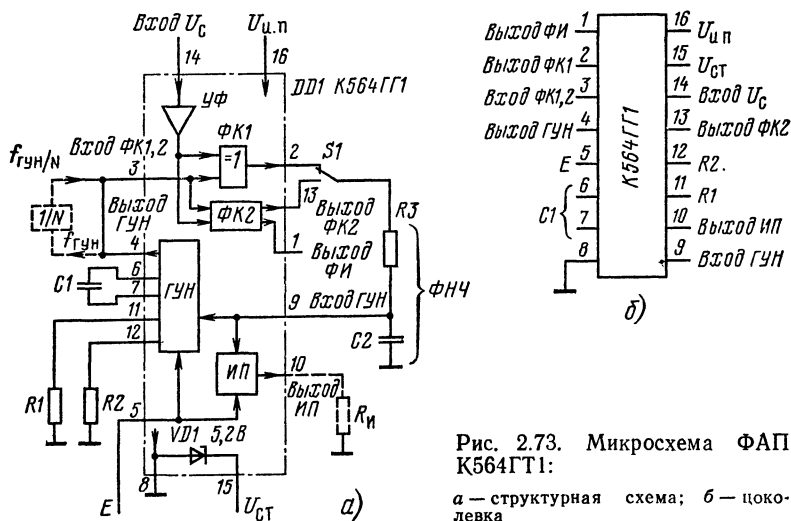 Вход Uс
Uи.п
14
16
DD1 К564ГГ1
УФ
ФК1
Вход ФК1,2
=1
2
S1
fГУН/N
3
13
1/N
Выход ГУН
ФК2
Выход ФК2
R3
fГУН
1
Выход ФИ
4
6
C1
7
ГУН
9
Вход ГУН
ФНЧ
11
12
C2
ИП
10
Выход ИП
R1
R2
5
Rи
VD1
5,2В
8
15
E
UСТ
а)
1
Выход ФИ
2
Выход ФК1
3
Вход ФК1,2
4
Выход ГУН
5
E
6
C1
7
8
К564ГГ1
16
Uи п
15
UСТ
14
Вход Uс
13
Выход ФК2
12
R2.
11
R1
10
Выход ИП
9
Вход ГУН
б)
Рис. 2.73. Микросхема ФАП
К564ГТ1:
а — структурная схема; б — цоко-
левка